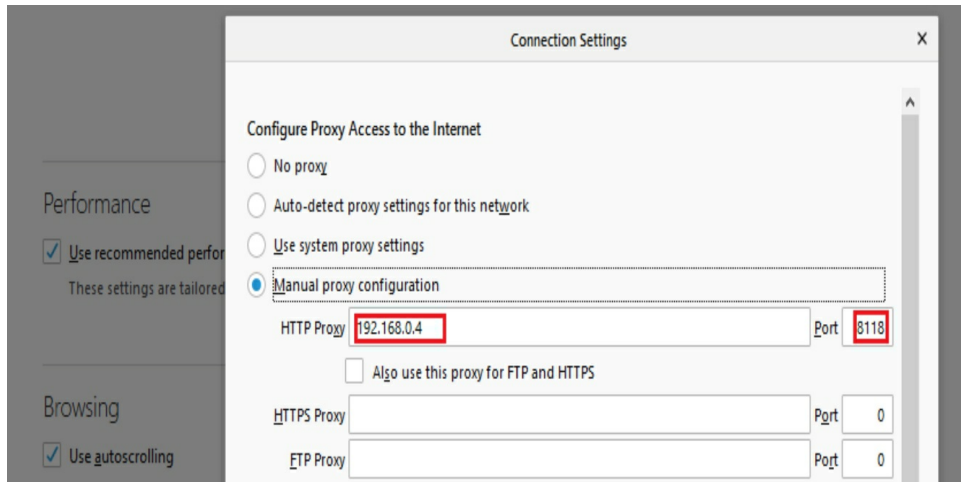 Connection Settings
Configure Proxy Access to the Internet
No proxy
Auto-detect proxy settings for this network
Use system proxy settings
Manual proxy configuration
HTTP Proxy 192.168.0.4 Port 8118
Also use this proxy for FTP and HTTPS
HTTPS Proxy Port 0
FTP Proxy Port 0
Performance
Use recommended perfor
These settings are tailored
Browsing
Use autoscrolling